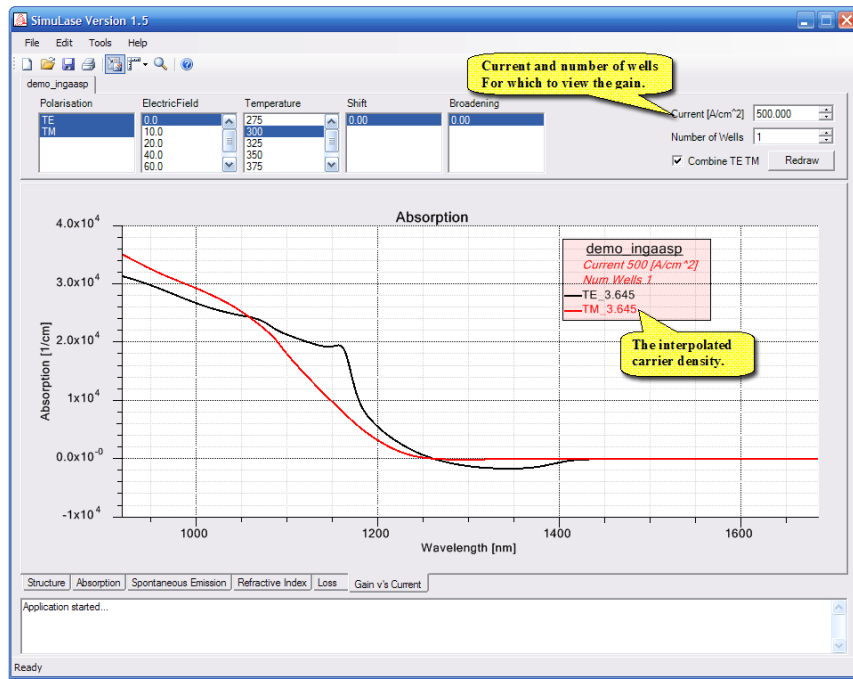 SimuLase Version 1.5
File Edit Tools Help
demo_ingaasp
Current and number of wells
For which to view the gain.
Polarisation ElectricField Temperature Shift Broadening
TE 0.0 275 0.00 0.00
TM 10.0 300
20.0 325
40.0 350
60.0 375
Current [A/cm^2] 500.000
Number of Wells 1
Combine TE TM Redraw
Absorption
4.0x10^4
3.0x10^4
2.0x10^4
1x10^4
0.0x10^-0
-1x10^4
Absorption [1/cm]
demo_ingaasp
Current 500 [A/cm^2]
Num Wells 1
TE_3.645
TM_3.645
The interpolated
carrier density.
1000 1200 1400 1600
Wavelength [nm]
Structure Absorption Spontaneous Emission Refractive Index Loss Gain v's Current
Application started...
Ready